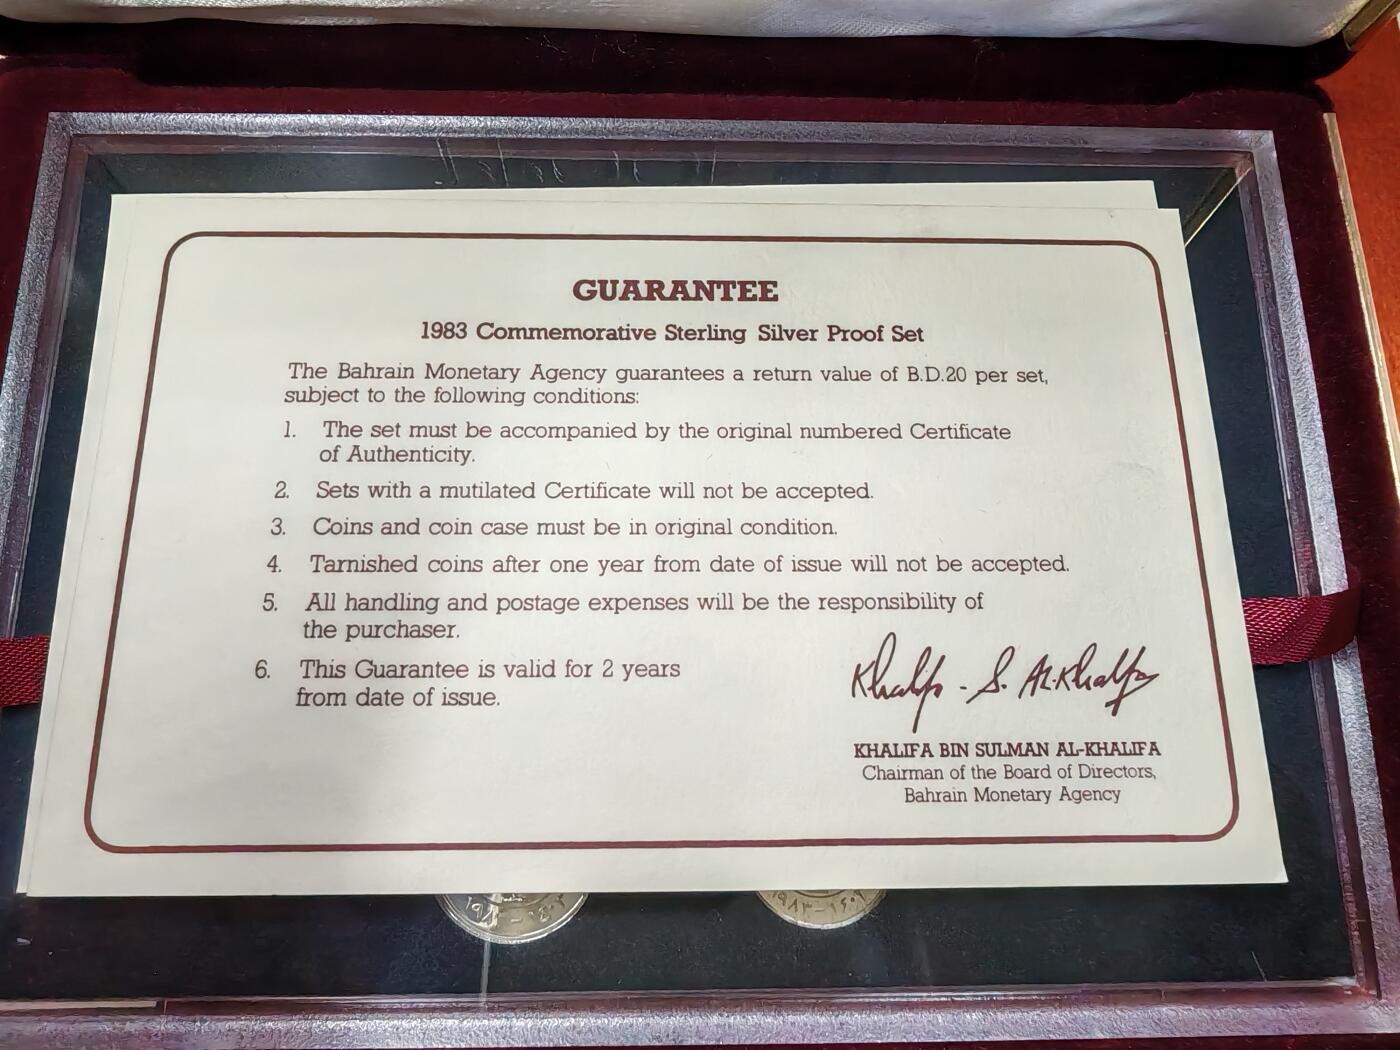 GUARANTEE
1983 Commemorative Sterling Silver Proof Set
The Bahrain Monetary Agency guarantees a return value of B.D.20 per set,
subject to the following conditions:
1. The set must be accompanied by the original numbered Certificate
of Authenticity.
2. Sets with a mutilated Certificate will not be accepted.
3. Coins and coin case must be in original condition.
4. Tarnished coins after one year from date of issue will not be accepted.
5. All handling and postage expenses will be the responsibility of
the purchaser.
6. This Guarantee is valid for 2 years
from date of issue.
Khalifa - S. Al-Khalifa
KHALIFA BIN SULMAN AL-KHALIFA
Chairman of the Board of Directors,
Bahrain Monetary Agency